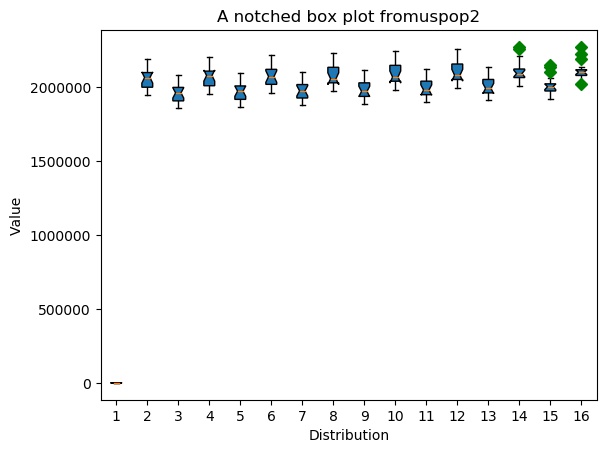 A notched box plot fromuspop2
2000000
1500000
1000000
500000
0
Value
1 2 3 4 5 6 7 8 9 10 11 12 13 14 15 16
Distribution